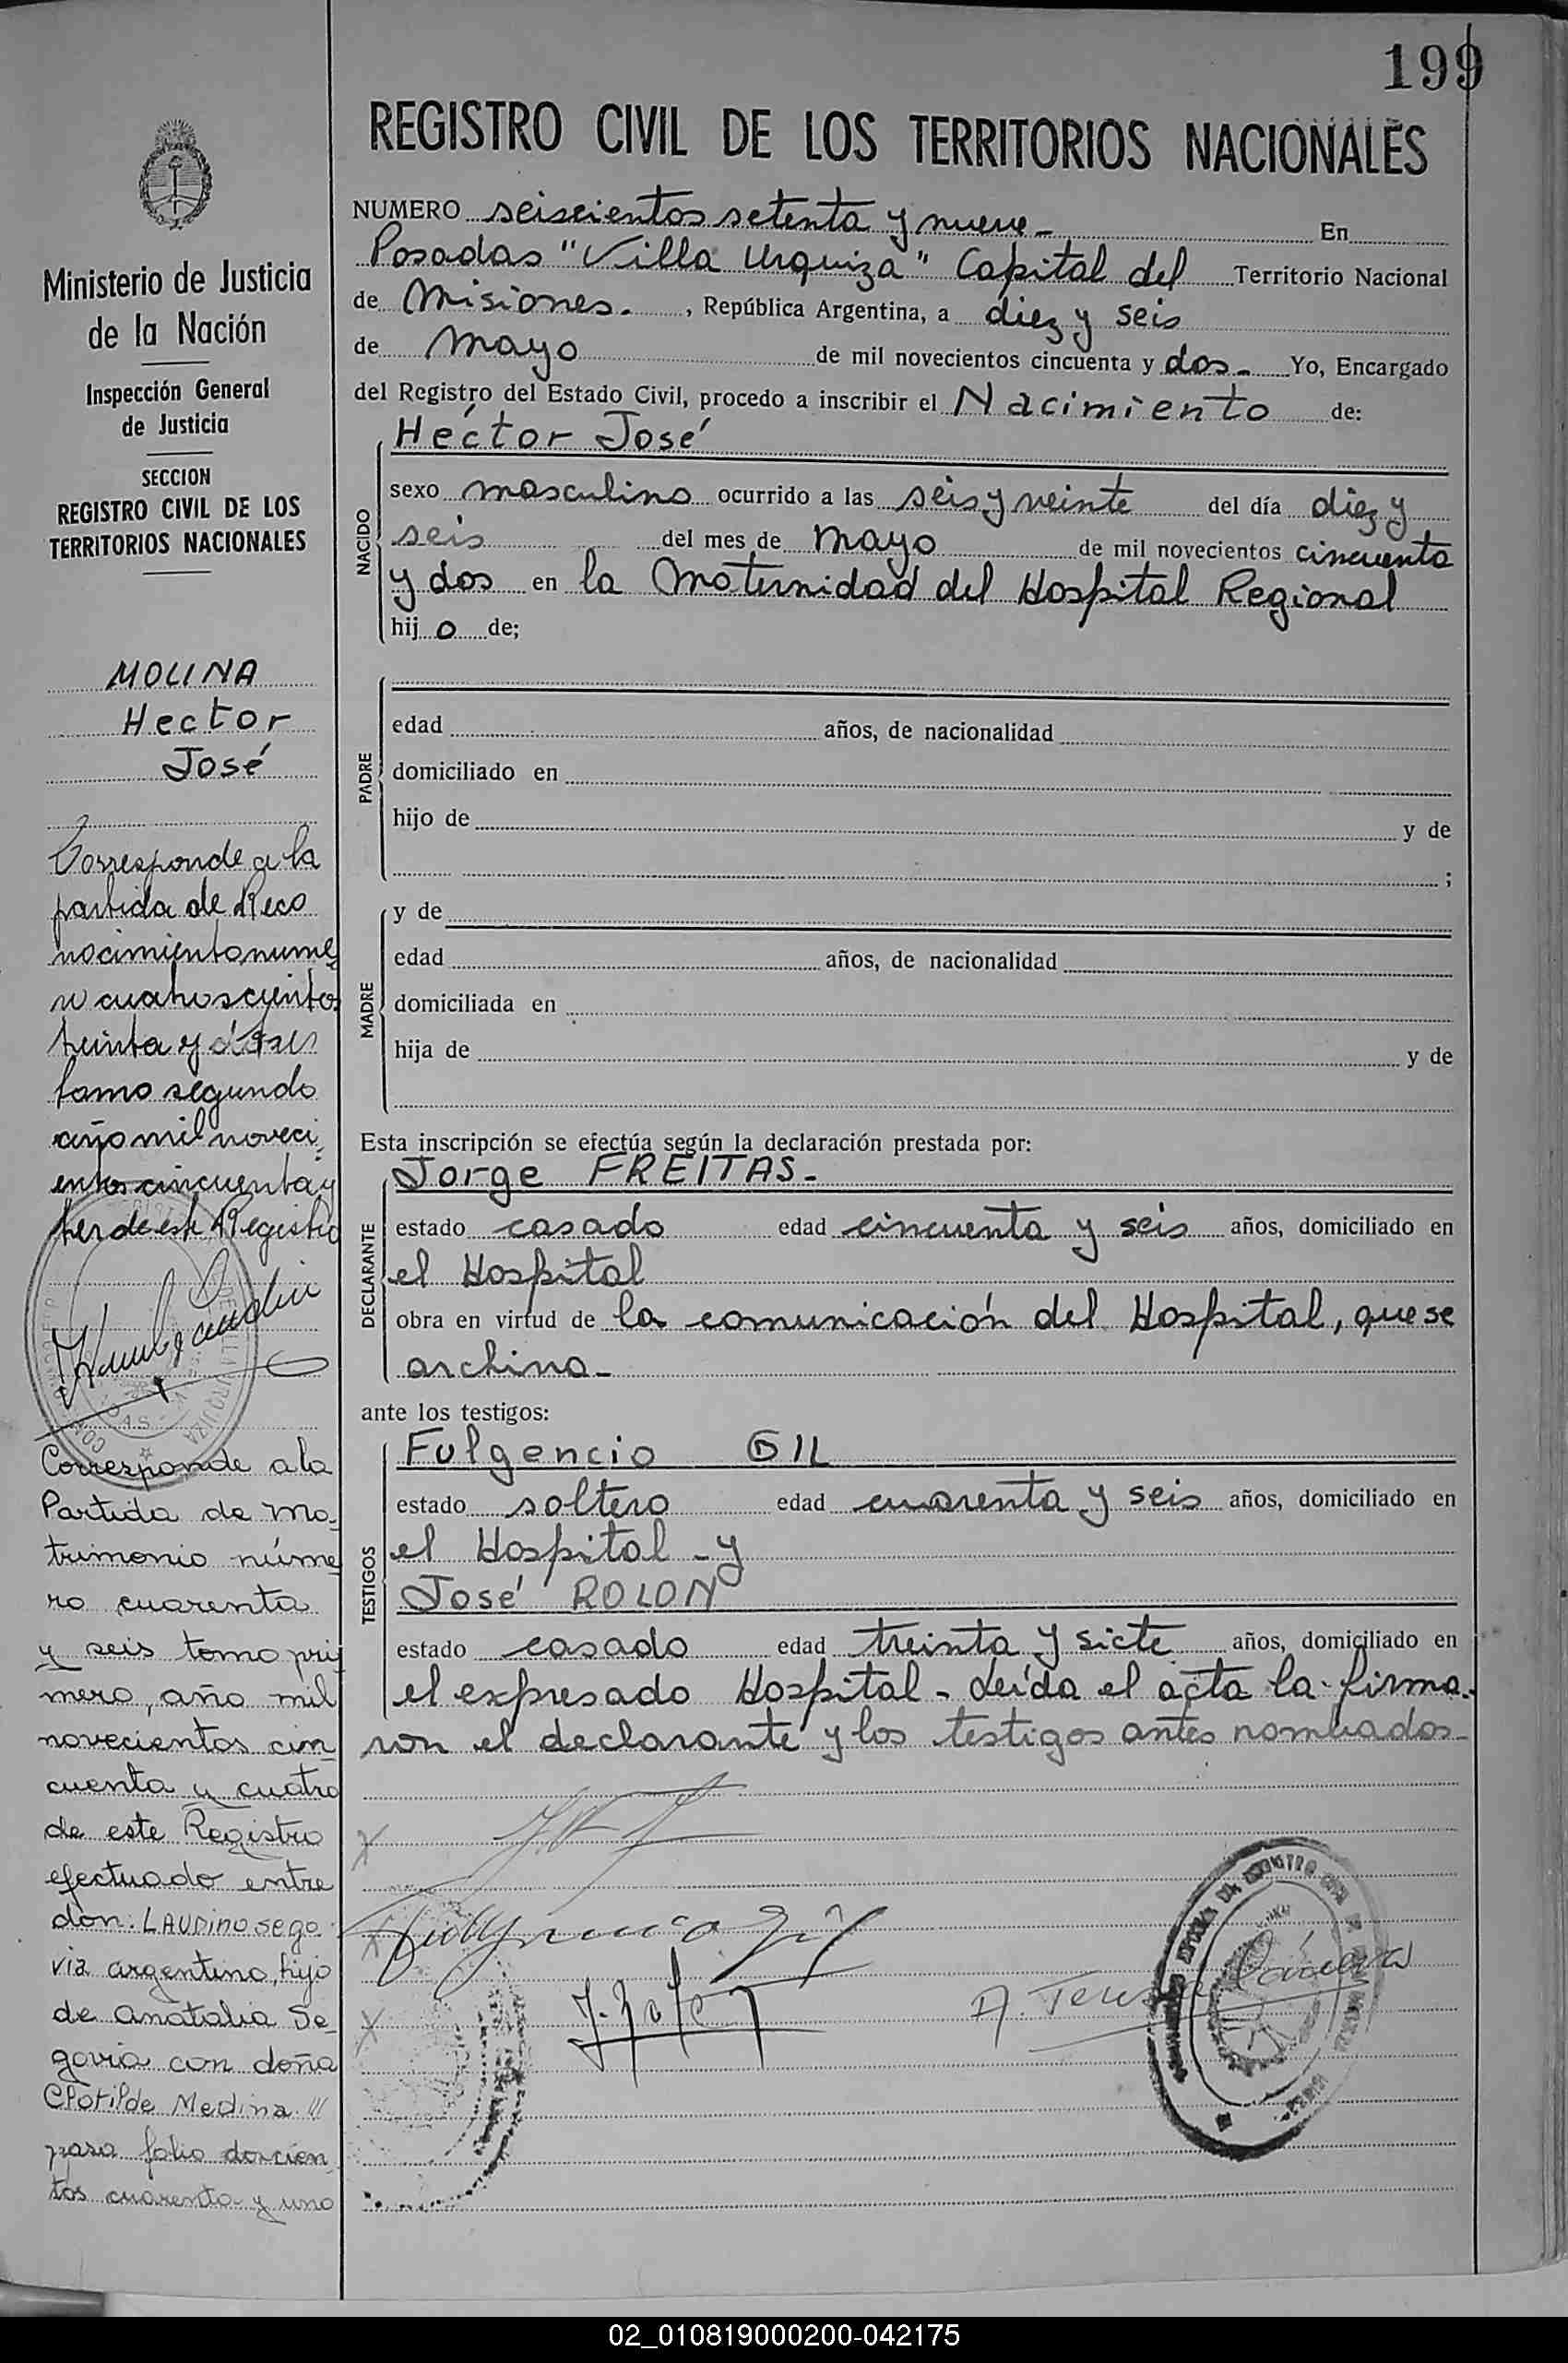 199
REGISTRO CIVIL DE LOS TERRITORIOS NACIONALES
Ministerio de Justicia
de la Nación
Inspección General
de Justicia
SECCION
REGISTRO CIVIL DE LOS
TERRITORIOS NACIONALES
MOLINA
Hector
José
Corresponde a la
partida de Reco
nocimiento núme
ro cuatroscientos
treinta y
tomo segundo
año mil noveci
entos cincuenta y
tres de este Registro
Corresponde a la
Partida de Ma-
trimonio núme
ro cuarenta
y seis tomo pri
mero, año mil
novecientos cin
cuenta y cuatro
de este Registro
efectuado entre
don. LAUDINO sego
via argentino, hijo
de Anatalia Se-
govia con doña
Clotilde Medina
pasa folio doscien
tos cuarenta y uno
NUMERO seiscientos setenta y nueve - En
Posadas "Villa Urquiza" Capital del Territorio Nacional
de Misiones. , República Argentina, a diez y seis
de mayo de mil novecientos cincuenta y dos - Yo, Encargado
del Registro del Estado Civil, procedo a inscribir el Nacimiento de:
NACIDO
Héctor José
sexo masculino ocurrido a las seis y veinte del día diez y
seis del mes de mayo de mil novecientos cincuenta
y dos en la Maternidad del Hospital Regional
hij o de;
PADRE
edad años, de nacionalidad
domiciliado en
hijo de y de
;
MADRE
y de
edad años, de nacionalidad
domiciliada en
hija de y de
Esta inscripción se efectúa según la declaración prestada por:
DECLARANTE
Jorge FREITAS -
estado casado edad cincuenta y seis años, domiciliado en
el Hospital
obra en virtud de la comunicación del Hospital, que se
archiva -
ante los testigos:
TESTIGOS
Fulgencio GIL
estado soltero edad cuarenta y seis años, domiciliado en
el Hospital - y
José ROLON
estado casado edad treinta y siete años, domiciliado en
el expresado Hospital - Leída el acta la firma-
ron el declarante y los testigos antes nombrados -
Fulgencio Gil
02_010819000200-042175